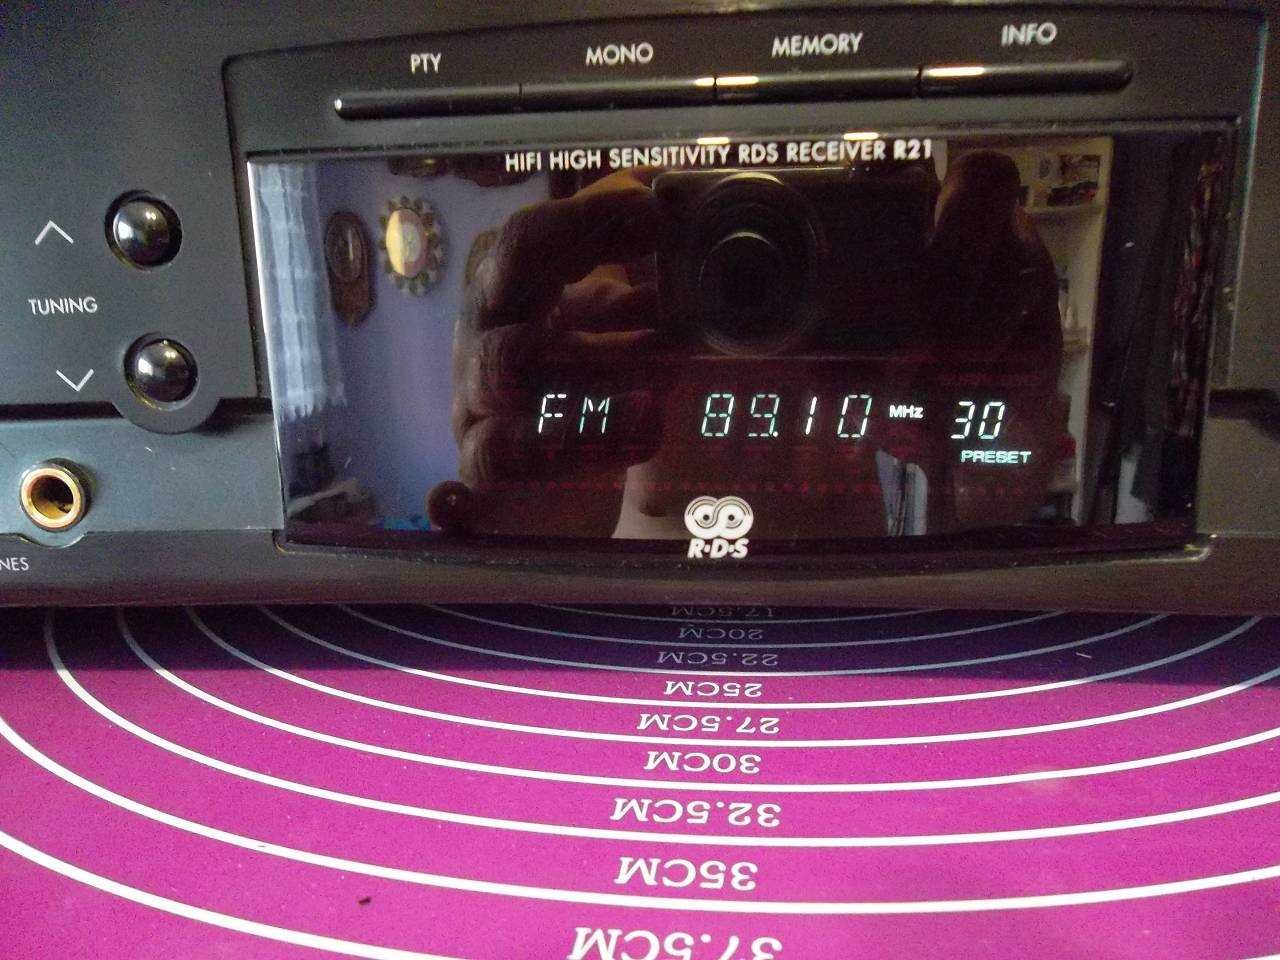 PTY MONO MEMORY INFO
HIFI HIGH SENSITIVITY RDS RECEIVER R21
TUNING
FM 89.10 MHz 30
PRESET
R·D·S
NES
17.5CM
20CM
22.5CM
25CM
27.5CM
30CM
32.5CM
35CM
37.5CM